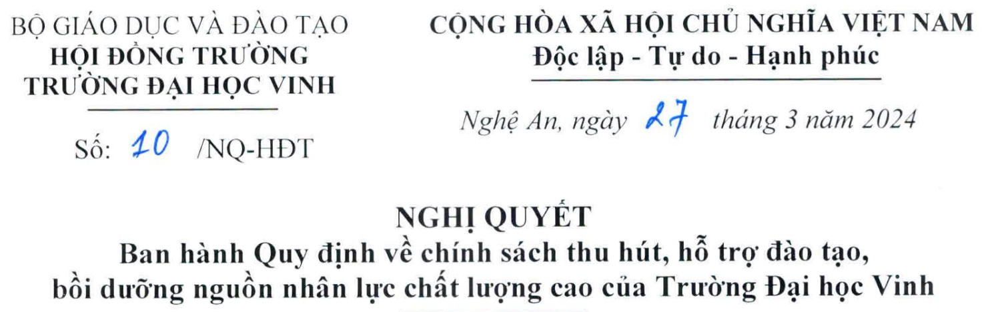 BỘ GIÁO DỤC VÀ ĐÀO TẠO
HỘI ĐỒNG TRƯỜNG
TRƯỜNG ĐẠI HỌC VINH
Số: 10 /NQ-HĐT
CỘNG HÒA XÃ HỘI CHỦ NGHĨA VIỆT NAM
Độc lập - Tự do - Hạnh phúc
Nghệ An, ngày 27 tháng 3 năm 2024
NGHỊ QUYẾT
Ban hành Quy định về chính sách thu hút, hỗ trợ đào tạo,
bồi dưỡng nguồn nhân lực chất lượng cao của Trường Đại học Vinh